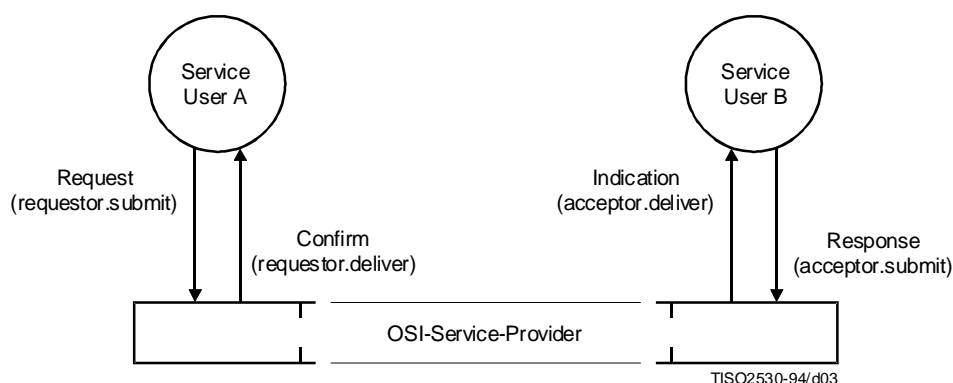 Service
User A
Service
User B
Request
(requestor.submit)
Indication
(acceptor.deliver)
Confirm
(requestor.deliver)
Response
(acceptor.submit)
OSI-Service-Provider
TISO2530-94/d03